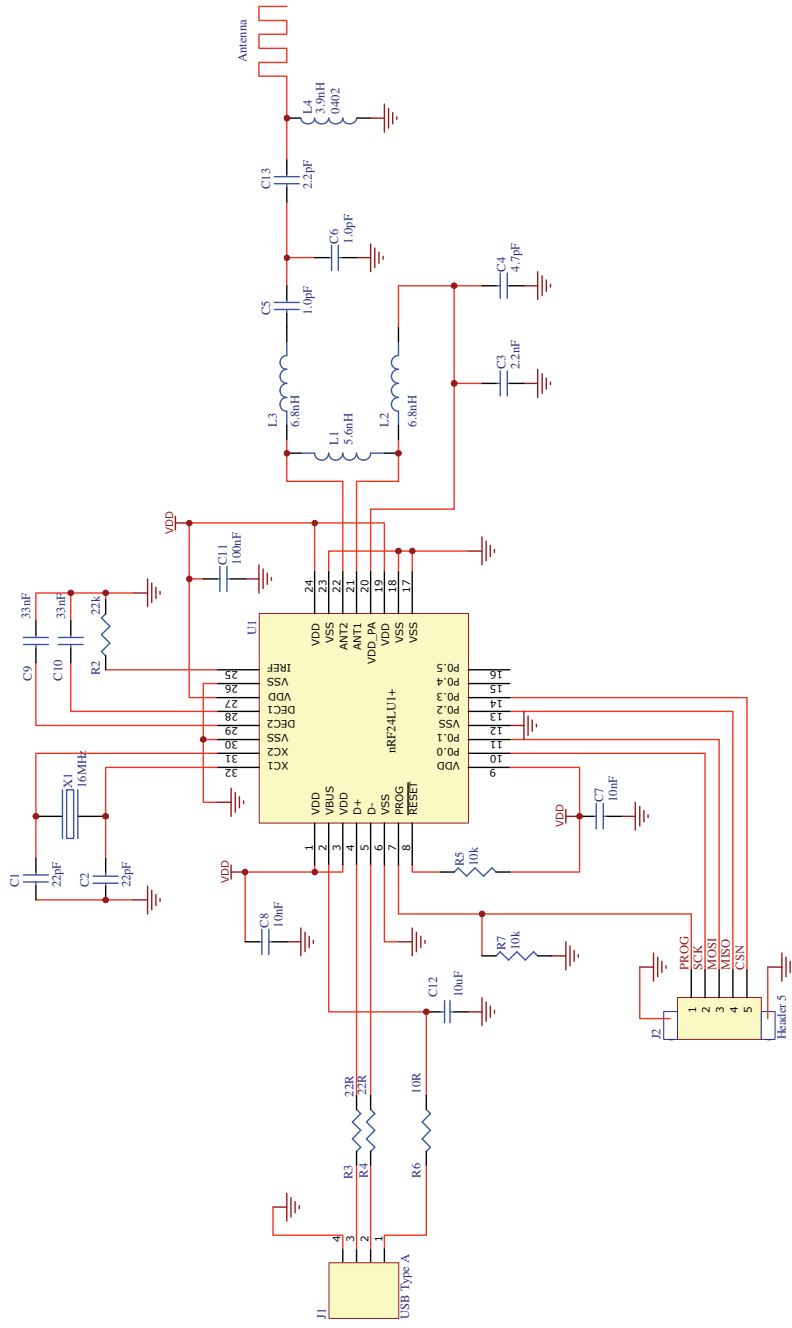 Antenna
L4
3.9nH
0402
C13
2.2pF
C6
1.0pF
C5
1.0pF
C4
4.7pF
L3
6.8nH
L1
5.6nH
L2
6.8nH
C3
2.2nF
VDD
C11
100nF
33nF
33nF
22k
C9
C10
R2
X1
16MHz
C1
22pF
C2
22pF
U1
nRF24LU1+
24
23
22
21
20
19
18
17
VDD
VSS
ANT2
ANT1
VDD_PA
VDD
VSS
VSS
25
26
27
28
29
30
31
32
IREF
VSS
VDD
DEC1
DEC2
VSS
XC2
XC1
P0.5
P0.4
P0.3
P0.2
VSS
P0.1
P0.0
VDD
16
15
14
13
12
11
10
9
VDD
VBUS
VDD
D+
D-
VSS
PROG
RESET
1
2
3
4
5
6
7
8
VDD
C8
10nF
VDD
C7
10nF
R5
10k
R7
10k
C12
10uF
22R
22R
10R
R3
R4
R6
4
3
2
1
J1
USB Type A
PROG
SCK
MOSI
MISO
CSN
1
2
3
4
5
J2
Header 5